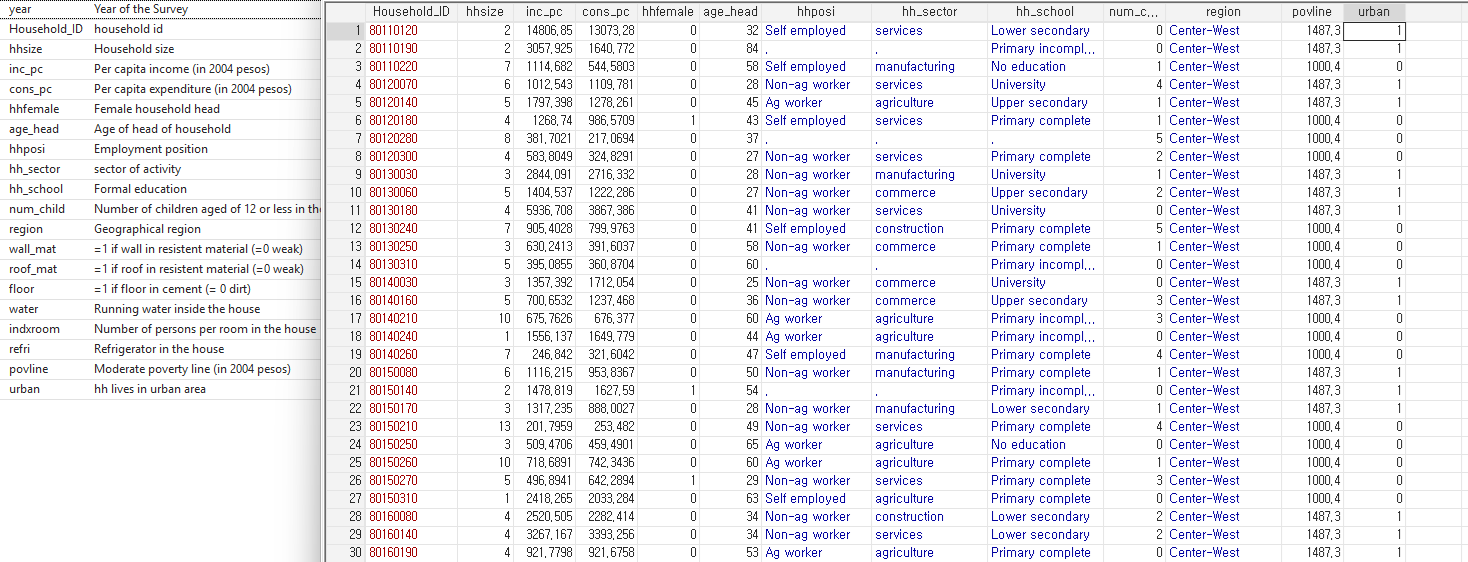 year Year of the Survey
Household_ID household id
hhsize Household size
inc_pc Per capita income (in 2004 pesos)
cons_pc Per capita expenditure (in 2004 pesos)
hhfemale Female household head
age_head Age of head of household
hhposi Employment position
hh_sector sector of activity
hh_school Formal education
num_child Number of children aged of 12 or less in the
region Geographical region
wall_mat =1 if wall in resistent material (=0 weak)
roof_mat =1 if roof in resistent material (=0 weak)
floor =1 if floor in cement (= 0 dirt)
water Running water inside the house
indxroom Number of persons per room in the house
refri Refrigerator in the house
povline Moderate poverty line (in 2004 pesos)
urban hh lives in urban area
Household_ID hhsize inc_pc cons_pc hhfemale age_head hhposi hh_sector hh_school num_c... region povline urban
1 80110120 2 14806,85 13073,28 0 32 Self employed services Lower secondary 0 Center-West 1487,3 1
2 80110190 2 3057,925 1640,772 0 84 . . Primary incompl... 0 Center-West 1487,3 1
3 80110220 7 1114,682 544,5803 0 58 Self employed manufacturing No education 1 Center-West 1000,4 0
4 80120070 6 1012,543 1109,781 0 28 Non-ag worker services University 4 Center-West 1487,3 1
5 80120140 5 1797,398 1278,261 0 45 Ag worker agriculture Upper secondary 1 Center-West 1487,3 1
6 80120180 4 1268,74 986,5709 1 43 Self employed services Primary complete 1 Center-West 1000,4 0
7 80120280 8 381,7021 217,0694 0 37 . . . 5 Center-West 1000,4 0
8 80120300 4 583,8049 324,8291 0 27 Non-ag worker services Primary complete 2 Center-West 1000,4 0
9 80130030 3 2844,091 2716,332 0 28 Non-ag worker manufacturing University 1 Center-West 1487,3 1
10 80130060 5 1404,537 1222,286 0 27 Non-ag worker commerce Upper secondary 2 Center-West 1487,3 1
11 80130180 4 5936,708 3867,386 0 41 Non-ag worker services University 0 Center-West 1487,3 1
12 80130240 7 905,4028 799,9763 0 41 Self employed construction Primary complete 5 Center-West 1000,4 0
13 80130250 3 630,2413 391,6037 0 58 Non-ag worker commerce Primary complete 1 Center-West 1000,4 0
14 80130310 5 395,0855 360,8704 0 60 . . Primary incompl... 0 Center-West 1000,4 0
15 80140030 3 1357,392 1712,054 0 25 Non-ag worker commerce University 0 Center-West 1487,3 1
16 80140160 5 700,6532 1237,468 0 36 Non-ag worker commerce Upper secondary 3 Center-West 1487,3 1
17 80140210 10 675,7626 676,377 0 60 Ag worker agriculture Primary incompl... 3 Center-West 1000,4 0
18 80140240 1 1556,137 1649,779 0 44 Ag worker agriculture Primary incompl... 0 Center-West 1000,4 0
19 80140260 7 246,842 321,6042 0 47 Self employed manufacturing Primary complete 4 Center-West 1000,4 0
20 80150080 6 1116,215 953,8367 0 50 Non-ag worker manufacturing Primary complete 1 Center-West 1487,3 1
21 80150140 2 1478,819 1627,59 1 54 . . Primary incompl... 0 Center-West 1487,3 1
22 80150170 3 1317,235 888,0027 0 28 Non-ag worker manufacturing Lower secondary 1 Center-West 1487,3 1
23 80150210 13 201,7959 253,482 0 49 Non-ag worker services Primary complete 4 Center-West 1000,4 0
24 80150250 3 509,4706 459,4901 0 65 Ag worker agriculture No education 0 Center-West 1000,4 0
25 80150260 10 718,6891 742,3436 0 60 Ag worker agriculture Primary complete 1 Center-West 1000,4 0
26 80150270 5 496,8941 642,2894 1 29 Non-ag worker services Primary complete 3 Center-West 1000,4 0
27 80150310 1 2418,265 2033,284 0 63 Self employed agriculture Primary complete 0 Center-West 1000,4 0
28 80160080 4 2520,505 2282,414 0 34 Non-ag worker construction Lower secondary 2 Center-West 1487,3 1
29 80160140 4 3267,167 3393,256 0 34 Non-ag worker services Lower secondary 2 Center-West 1487,3 1
30 80160190 4 921,7798 921,6758 0 53 Ag worker agriculture Primary complete 0 Center-West 1487,3 1